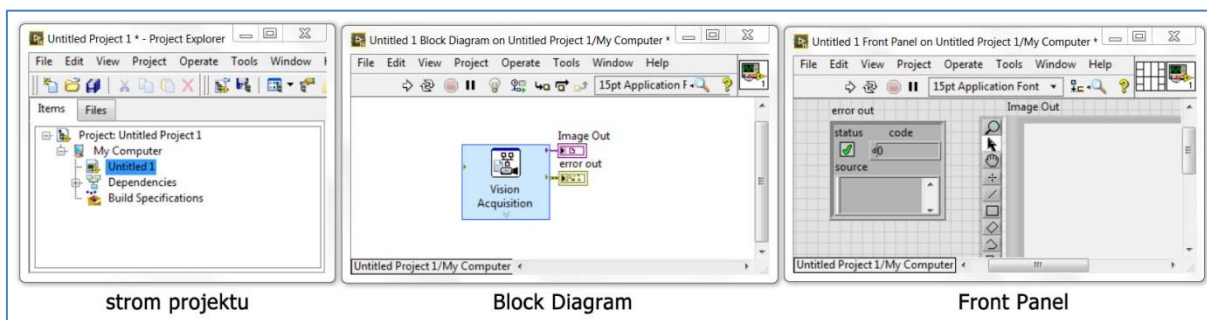 Untitled Project 1 * - Project Explorer
File Edit View Project Operate Tools Window
Items Files
Project: Untitled Project 1
My Computer
Untitled 1
Dependencies
Build Specifications
strom projektu
Untitled 1 Block Diagram on Untitled Project 1/My Computer *
File Edit View Project Operate Tools Window Help
15pt Application F
Image Out
error out
Vision
Acquisition
Untitled Project 1/My Computer
Block Diagram
Untitled 1 Front Panel on Untitled Project 1/My Computer *
File Edit View Project Operate Tools Window Help
15pt Application Font
1
error out
Image Out
status code
d0
source
Untitled Project 1/My Computer
Front Panel